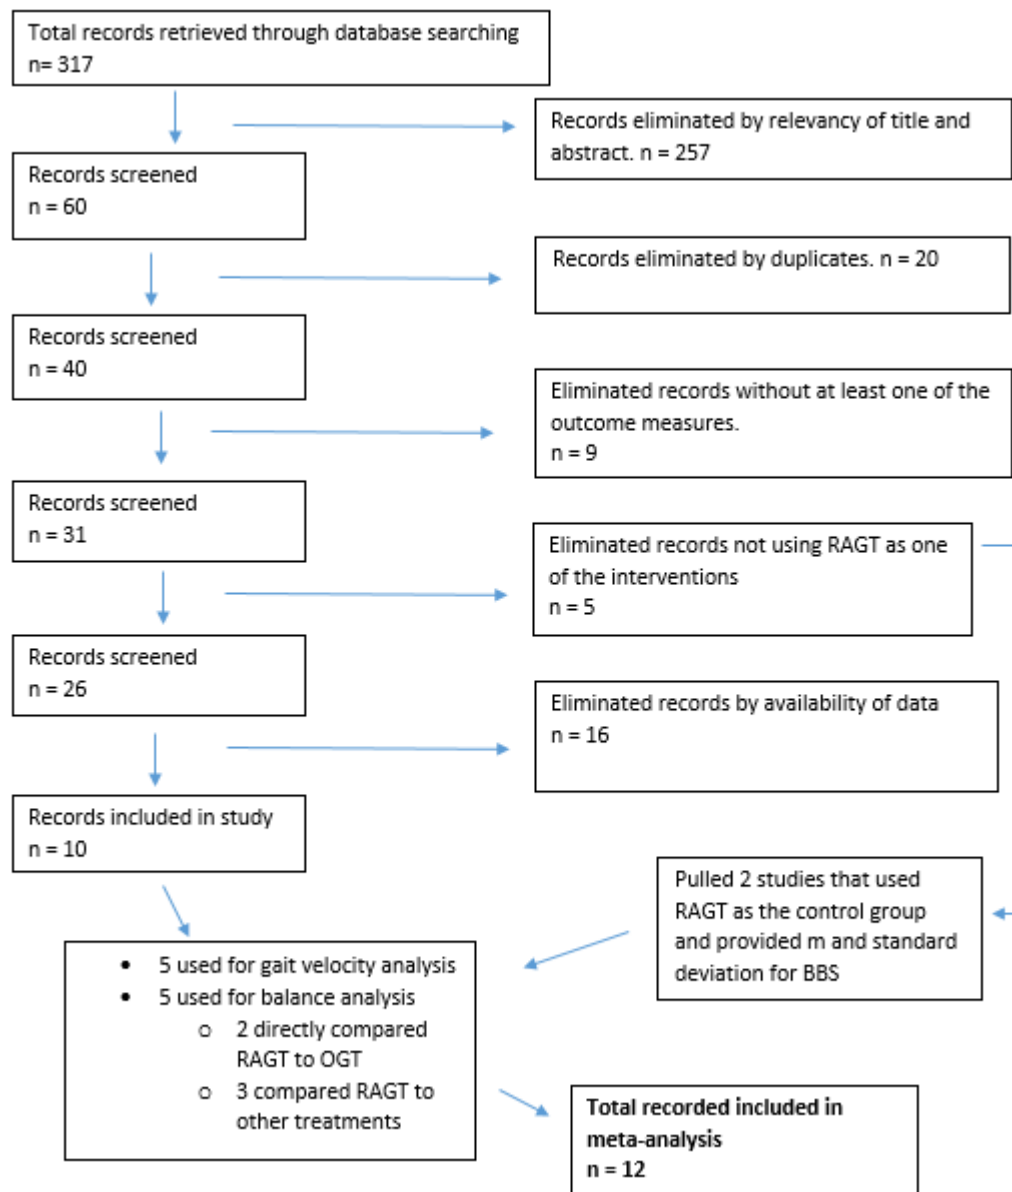 Total records retrieved through database searching
n= 317
Records eliminated by relevancy of title and
abstract. n = 257
Records screened
n = 60
Records eliminated by duplicates. n = 20
Records screened
n = 40
Eliminated records without at least one of the
outcome measures.
n = 9
Records screened
n = 31
Eliminated records not using RAGT as one
of the interventions
n = 5
Records screened
n = 26
Eliminated records by availability of data
n = 16
Records included in study
n = 10
Pulled 2 studies that used
RAGT as the control group
and provided m and standard
deviation for BBS
• 5 used for gait velocity analysis
• 5 used for balance analysis
o 2 directly compared
RAGT to OGT
o 3 compared RAGT to
other treatments
Total recorded included in
meta-analysis
n = 12